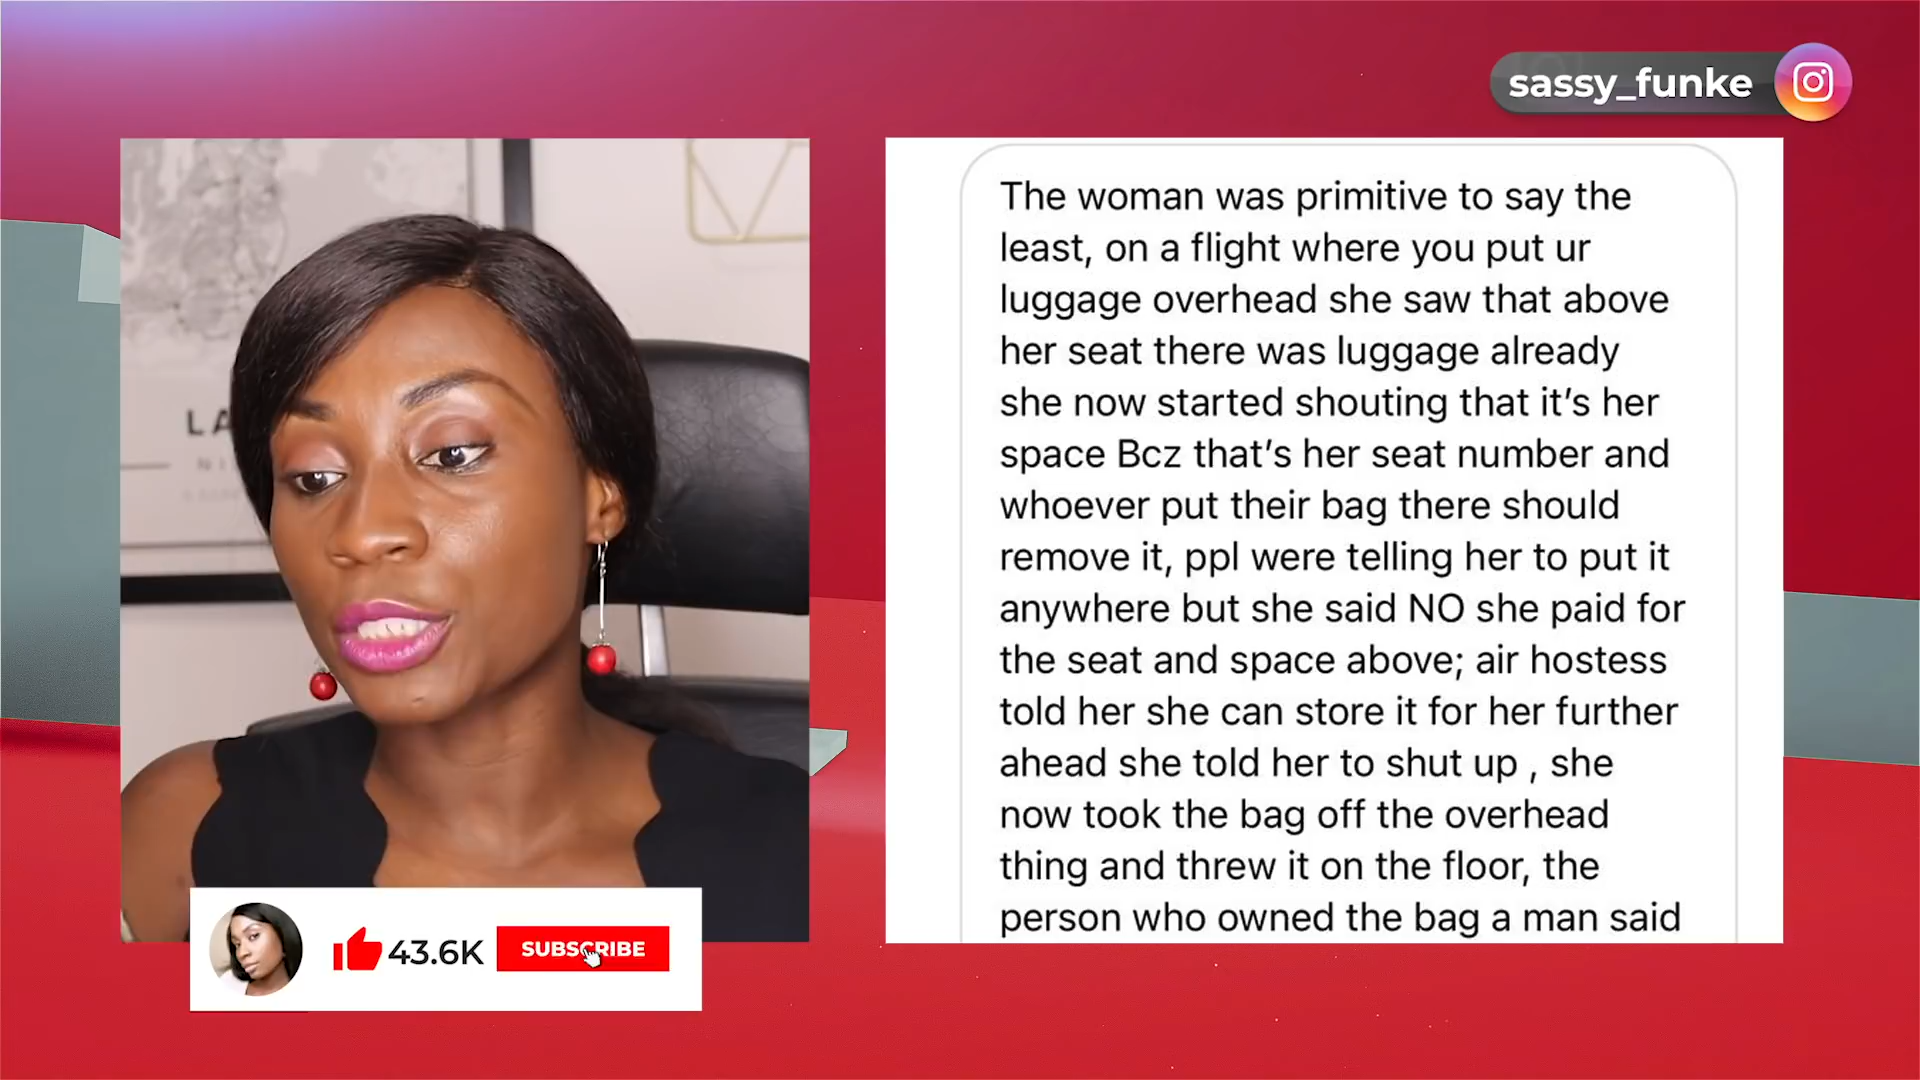 sassy_funke
The woman was primitive to say the
least, on a flight where you put ur
luggage overhead she saw that above
her seat there was luggage already
she now started shouting that it's her
space Bcz that's her seat number and
whoever put their bag there should
remove it, ppl were telling her to put it
anywhere but she said NO she paid for
the seat and space above; air hostess
told her she can store it for her further
ahead she told her to shut up , she
now took the bag off the overhead
thing and threw it on the floor, the
person who owned the bag a man said
LA
43.6K
SUBSCRIBE